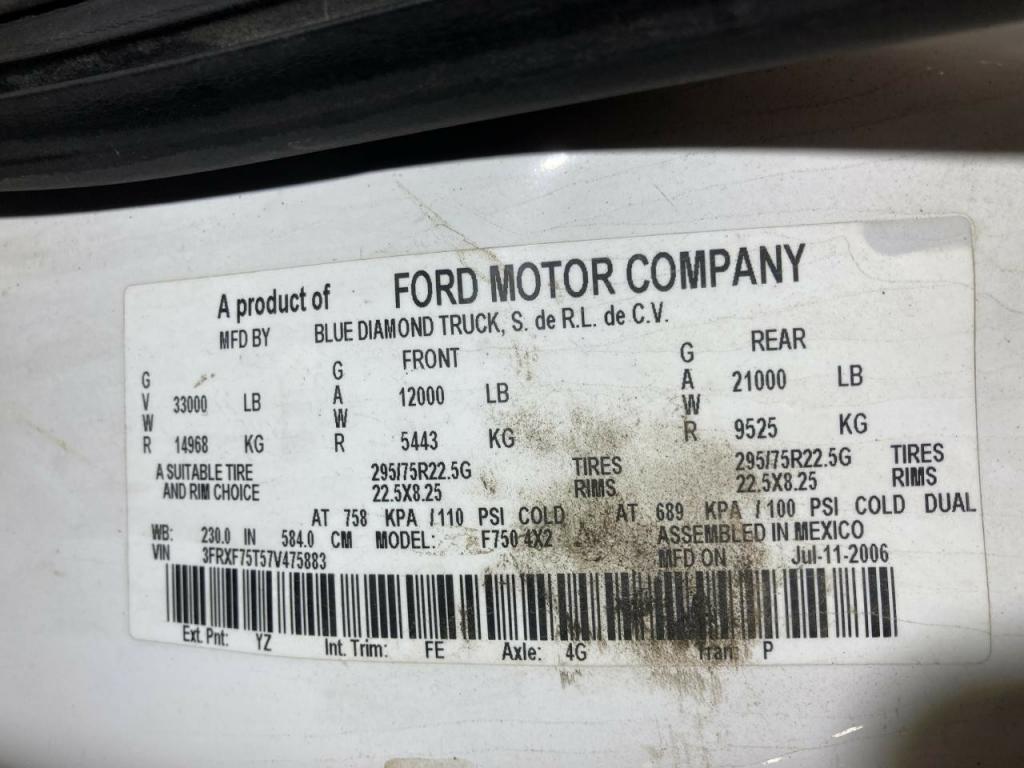 A product of FORD MOTOR COMPANY
MFD BY BLUE DIAMOND TRUCK, S. de R.L. de C.V.
GVWR 33000 LB 14968 KG
FRONT GAWR 12000 LB 5443 KG
REAR GAWR 21000 LB 9525 KG
A SUITABLE TIRE 295/75R22.5G TIRES 295/75R22.5G TIRES
AND RIM CHOICE 22.5X8.25 RIMS 22.5X8.25 RIMS
AT 758 KPA /110 PSI COLD AT 689 KPA /100 PSI COLD DUAL
WB: 230.0 IN 584.0 CM MODEL: F750 4X2 ASSEMBLED IN MEXICO
VIN 3FRXF75T57V475883 MFD ON Jul-11-2006
Ext. Pnt: YZ Int. Trim: FE Axle: 4G Tran: P